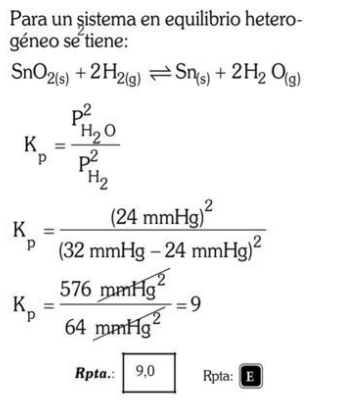 Para un sistema en equilibrio hetero-
géneo se tiene:
SnO₂(s) + 2H₂(g) ⇌ Sn(s) + 2H₂ O(g)
Kₚ = P²H₂O / P²H₂
Kₚ = (24 mmHg)² / (32 mmHg – 24 mmHg)²
Kₚ = 576 mmHg² / 64 mmHg² = 9
Rpta.: 9,0 Rpta: E